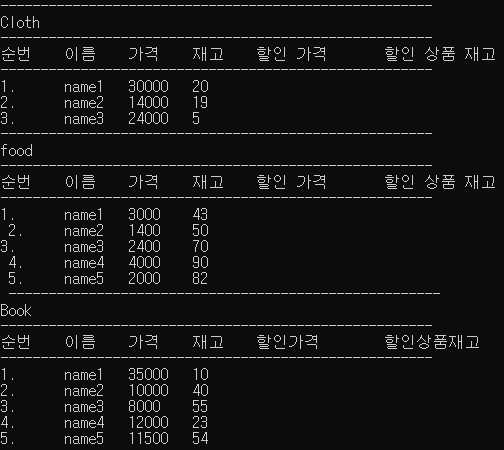 ------------------------------------------------------
Cloth
------------------------------------------------------
순번 이름 가격 재고 할인 가격 할인 상품 재고
------------------------------------------------------
1. name1 30000 20
2. name2 14000 19
3. name3 24000 5
------------------------------------------------------
food
------------------------------------------------------
순번 이름 가격 재고 할인 가격 할인 상품 재고
------------------------------------------------------
1. name1 3000 43
2. name2 1400 50
3. name3 2400 70
4. name4 4000 90
5. name5 2000 82
------------------------------------------------------
Book
------------------------------------------------------
순번 이름 가격 재고 할인가격 할인상품재고
------------------------------------------------------
1. name1 35000 10
2. name2 10000 40
3. name3 8000 55
4. name4 12000 23
5. name5 11500 54